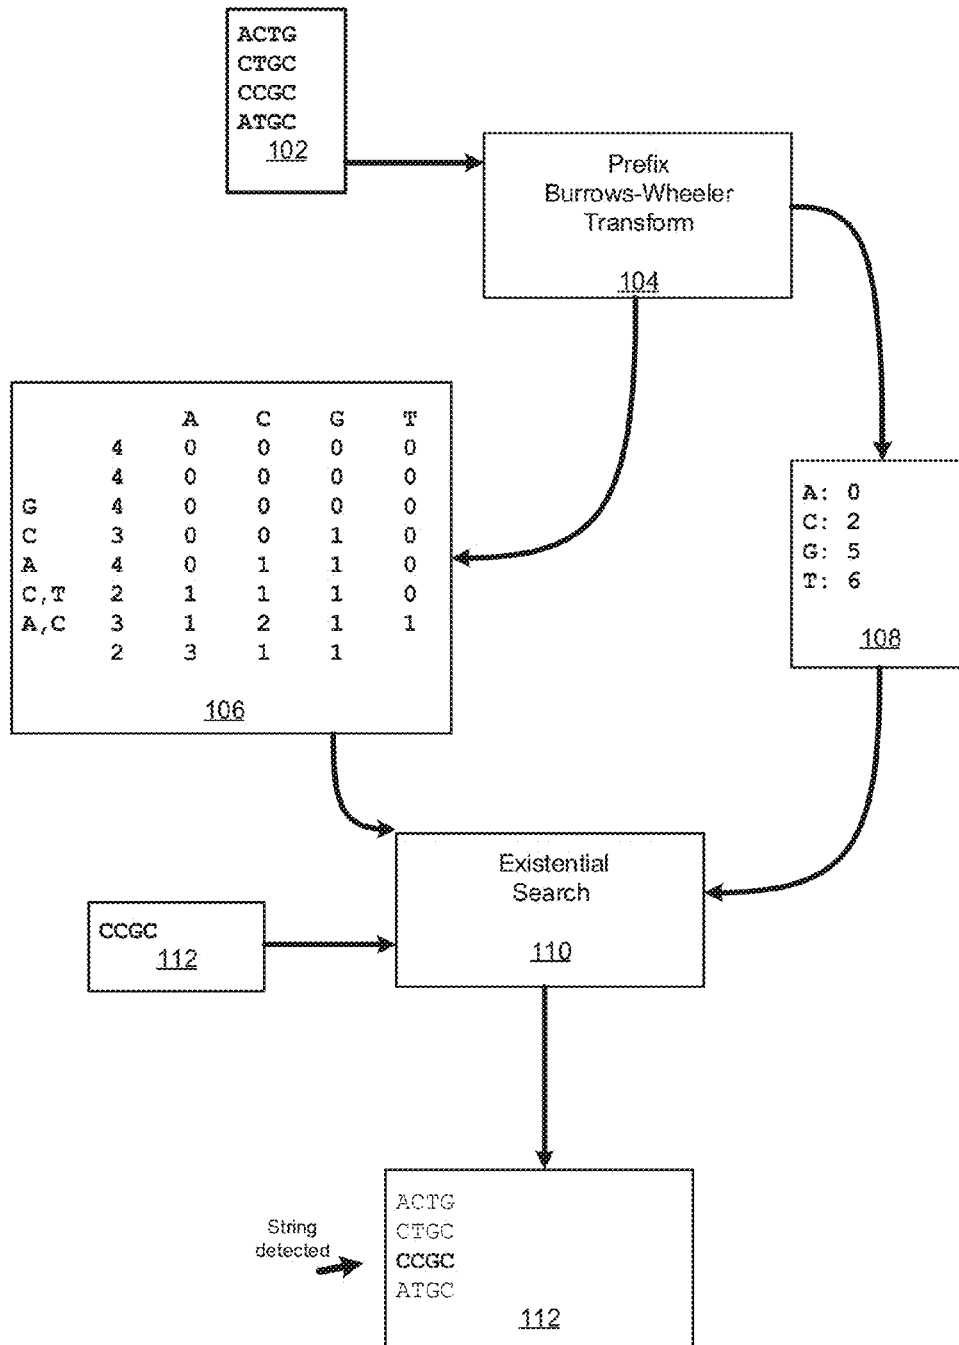 ACTG
CTGC
CCGC
ATGC
102
Prefix
Burrows-Wheeler
Transform
104
A C G T
4 0 0 0 0
4 0 0 0 0
G 4 0 0 0 0
C 3 0 0 1 0
A 4 0 1 1 0
C,T 2 1 1 1 0
A,C 3 1 2 1 1
2 3 1 1
106
A: 0
C: 2
G: 5
T: 6
108
Existential
Search
110
CCGC
112
String
detected
ACTG
CTGC
CCGC
ATGC
112